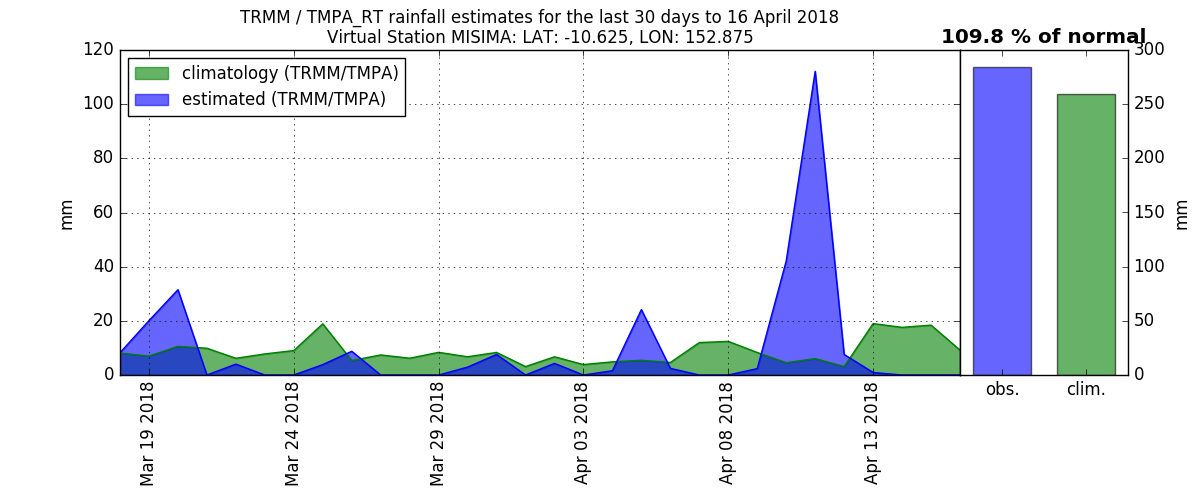 TRMM / TMPA_RT rainfall estimates for the last 30 days to 16 April 2018
Virtual Station MISIMA: LAT: -10.625, LON: 152.875
109.8 % of normal
climatology (TRMM/TMPA)
estimated (TRMM/TMPA)
mm
120
100
80
60
40
20
0
Mar 19 2018
Mar 24 2018
Mar 29 2018
Apr 03 2018
Apr 08 2018
Apr 13 2018
obs.
clim.
300
250
200
150
100
50
0
mm